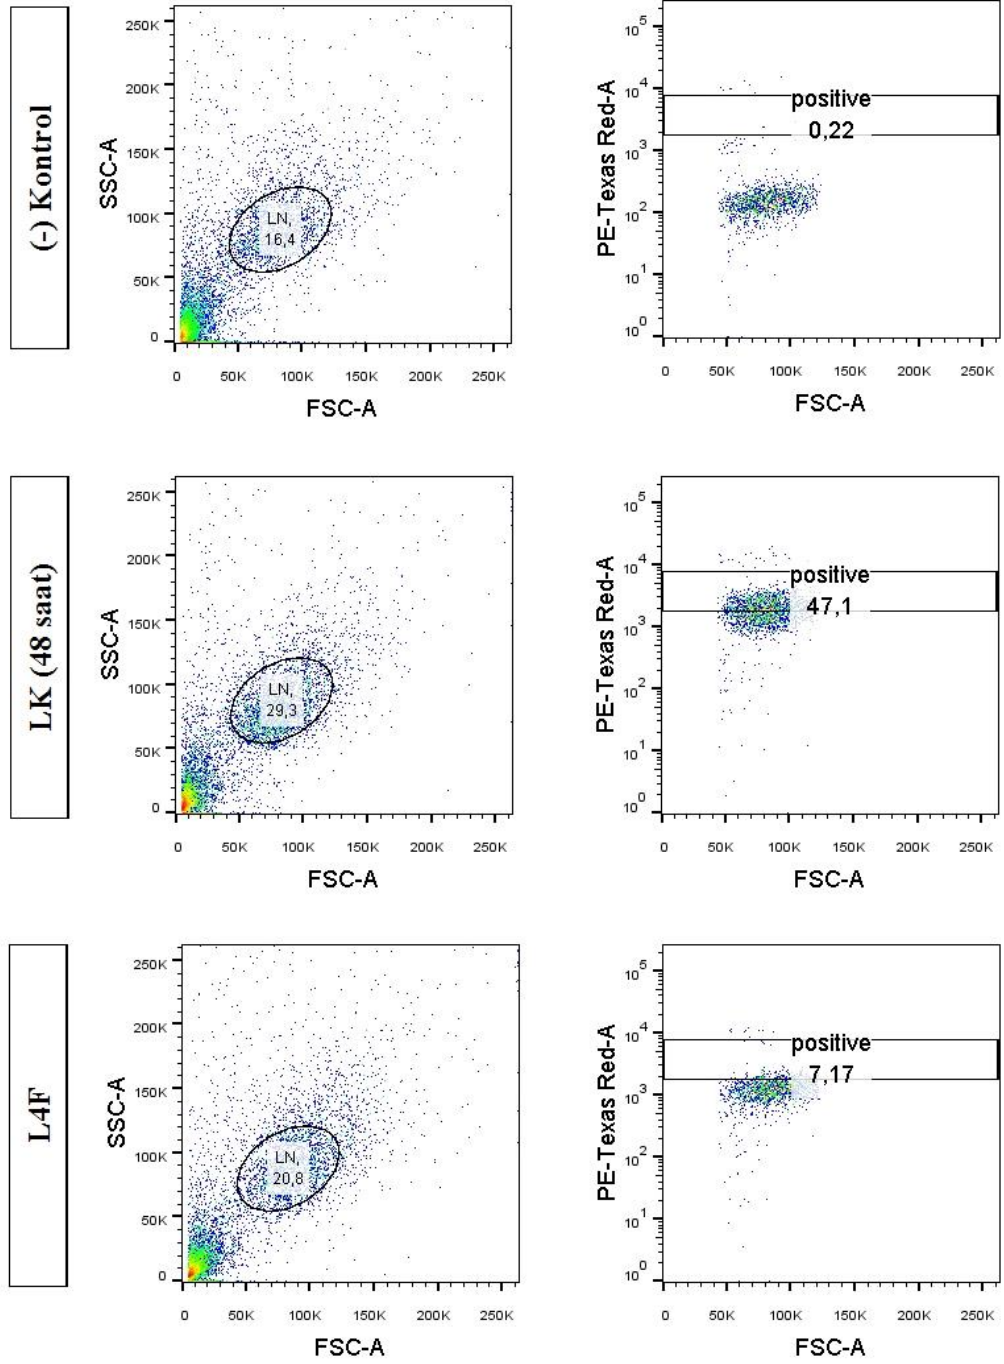 (-) Kontrol
SSC-A
250K
200K
150K
100K
50K
0
LN,
16,4
0 50K 100K 150K 200K 250K
FSC-A
PE-Texas Red-A
10^5
10^4
10^3
10^2
10^1
10^0
positive
0,22
0 50K 100K 150K 200K 250K
FSC-A
LK (48 saat)
SSC-A
250K
200K
150K
100K
50K
0
LN,
29,3
0 50K 100K 150K 200K 250K
FSC-A
PE-Texas Red-A
10^5
10^4
10^3
10^2
10^1
10^0
positive
47,1
0 50K 100K 150K 200K 250K
FSC-A
L4F
SSC-A
250K
200K
150K
100K
50K
0
LN,
20,8
0 50K 100K 150K 200K 250K
FSC-A
PE-Texas Red-A
10^5
10^4
10^3
10^2
10^1
10^0
positive
7,17
0 50K 100K 150K 200K 250K
FSC-A